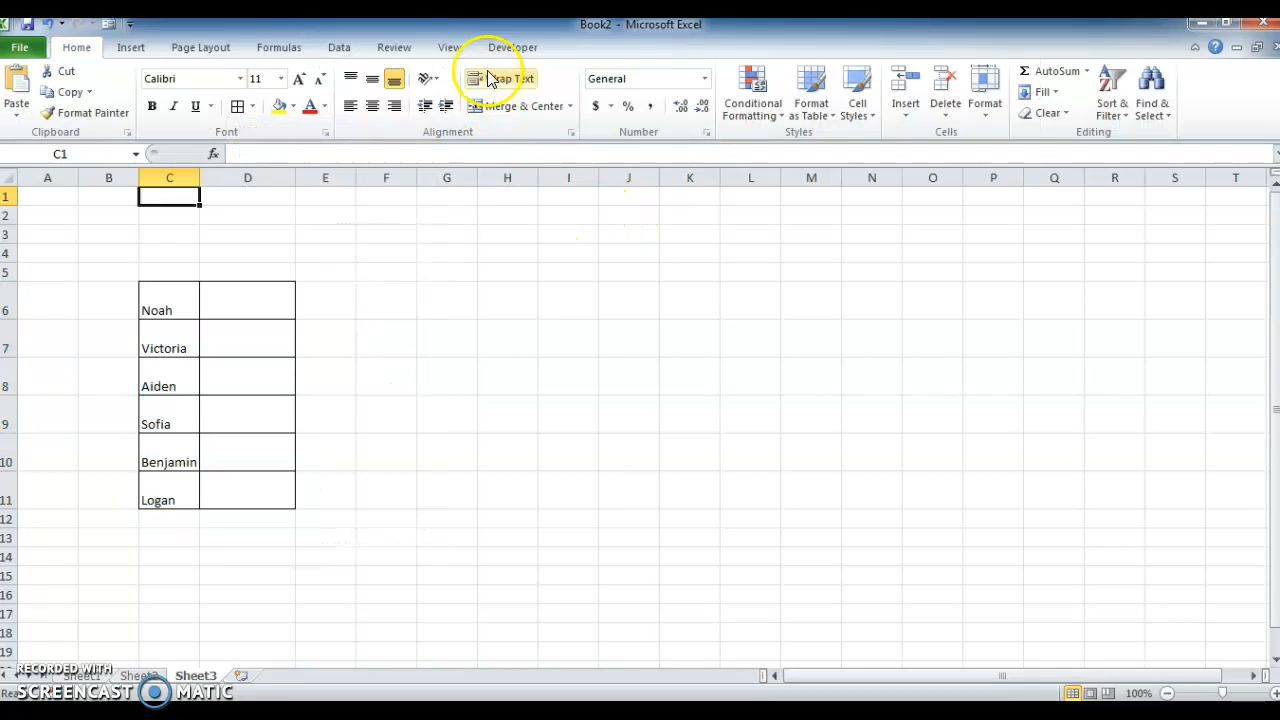 Book2 - Microsoft Excel
File Home Insert Page Layout Formulas Data Review View Developer
Paste
Cut
Copy
Format Painter
Clipboard
Calibri 11
B I U
Font
Text
Merge & Center
Alignment
General
$ % ,
Number
Conditional Formatting
Format as Table
Cell Styles
Styles
Insert
Delete
Format
Cells
Σ AutoSum
Fill
Clear
Sort & Filter
Find & Select
Editing
C1 fx
A B C D E F G H I J K L M N O P Q R S T
1
2
3
4
5
6 Noah
7 Victoria
8 Aiden
9 Sofia
10 Benjamin
11 Logan
12
13
14
15
16
17
18
19
RECORDED WITH
SCREENCAST MATIC
Sheet1 Sheet2 Sheet3
100%